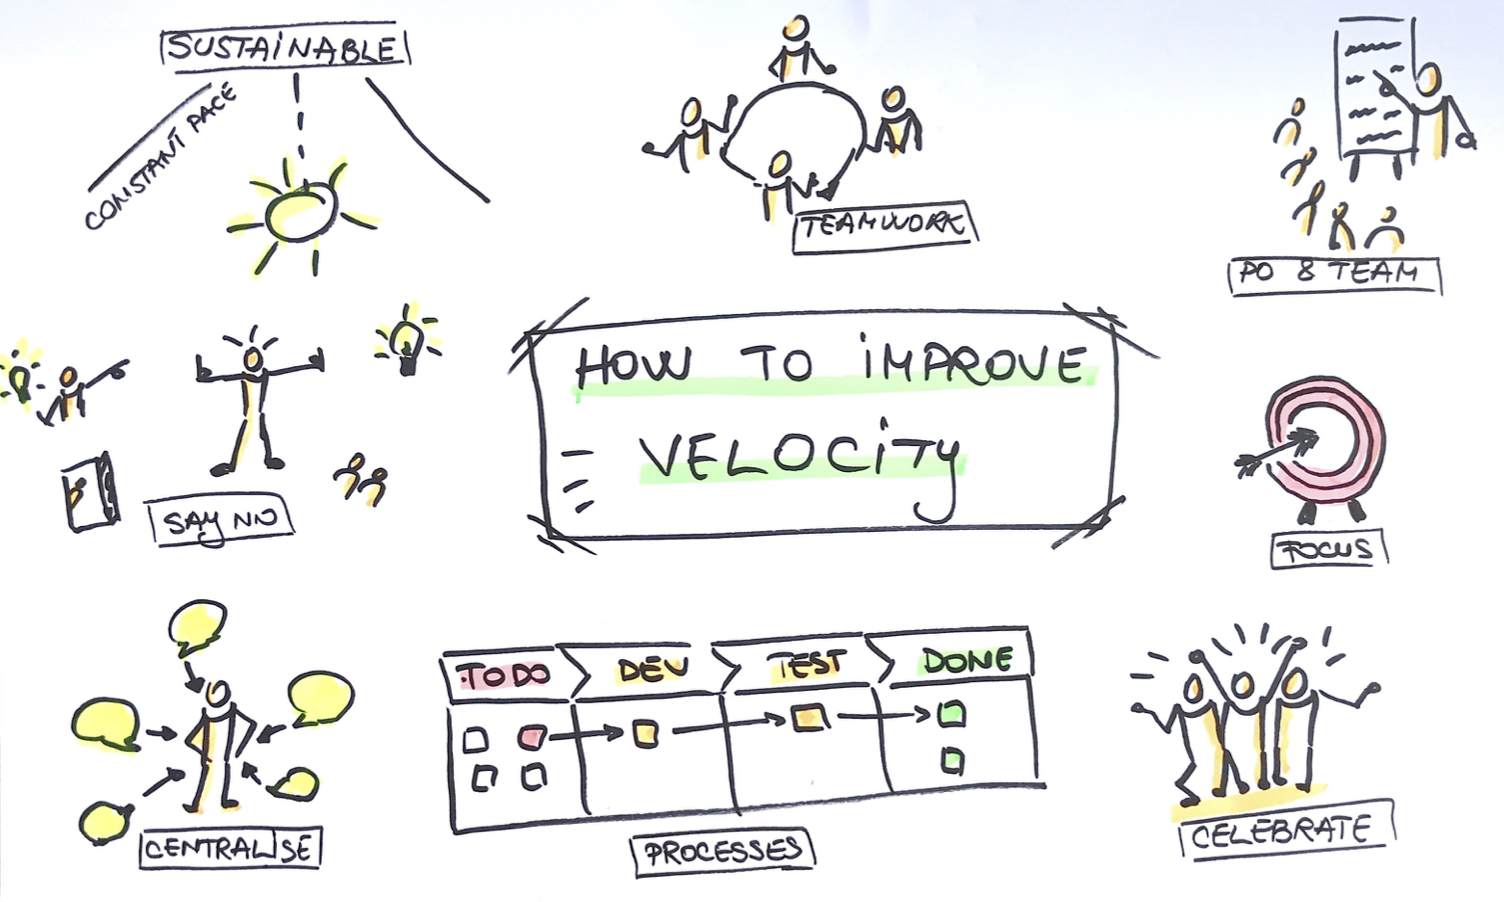 SUSTAINABLE
CONSTANT PACE
TEAMWORK
PO & TEAM
HOW TO IMPROVE
VELOCITY
SAY NO
FOCUS
TO DO
DEV
TEST
DONE
CENTRALISE
PROCESSES
CELEBRATE